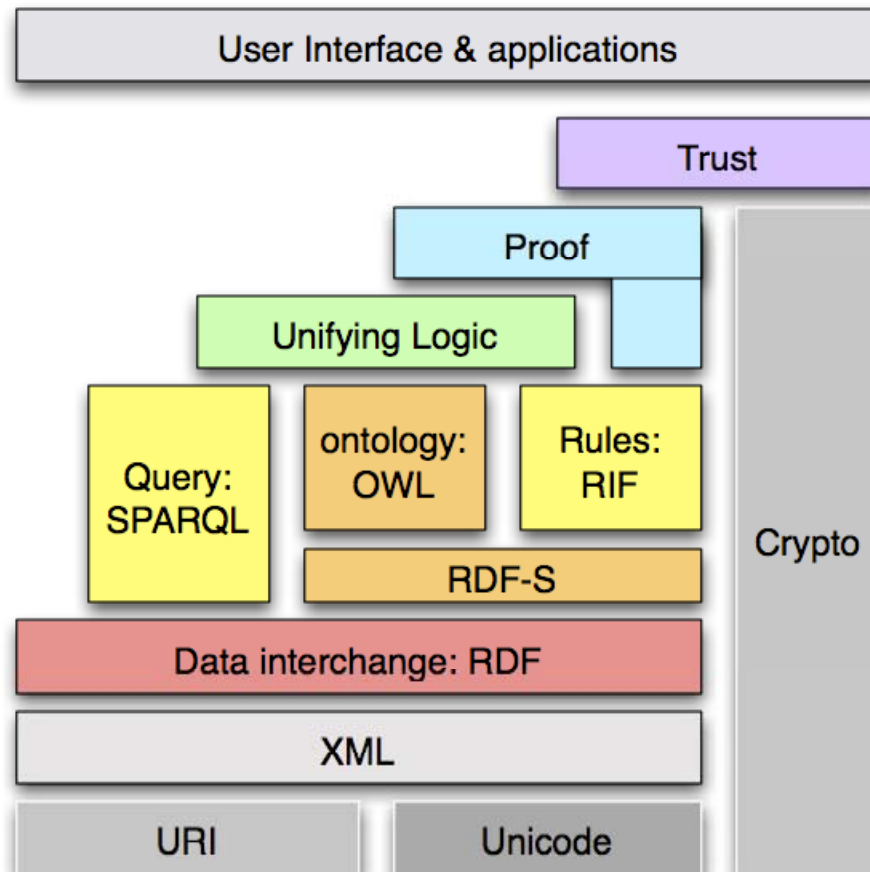 User Interface & applications
Trust
Proof
Unifying Logic
Query:
SPARQL
ontology:
OWL
Rules:
RIF
Crypto
RDF-S
Data interchange: RDF
XML
URI
Unicode